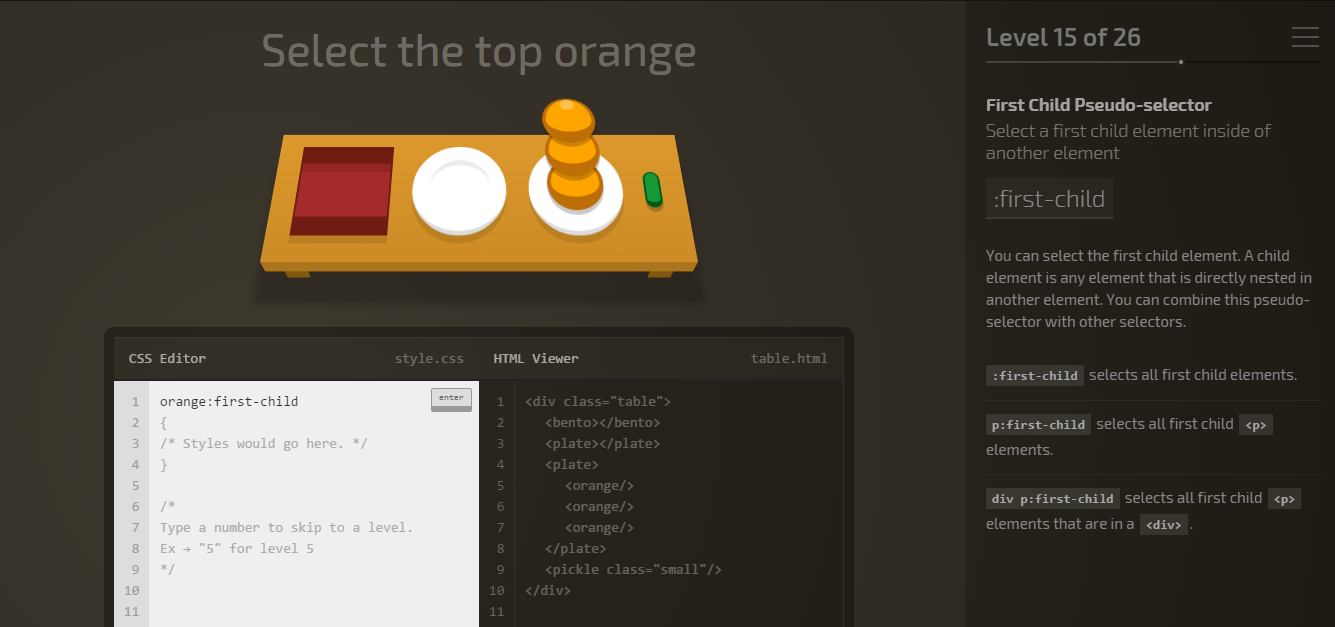 Select the top orange
CSS Editor
style.css
1 orange:first-child
enter
2 {
3 /* Styles would go here. */
4 }
5
6 /*
7 Type a number to skip to a level.
8 Ex → "5" for level 5
9 */
10
11
HTML Viewer
table.html
1 <div class="table">
2 <bento></bento>
3 <plate></plate>
4 <plate>
5 <orange/>
6 <orange/>
7 <orange/>
8 </plate>
9 <pickle class="small"/>
10 </div>
11
Level 15 of 26
First Child Pseudo-selector
Select a first child element inside of
another element
:first-child
You can select the first child element. A child
element is any element that is directly nested in
another element. You can combine this pseudo-
selector with other selectors.
:first-child selects all first child elements.
p:first-child selects all first child <p>
elements.
div p:first-child selects all first child <p>
elements that are in a <div>.